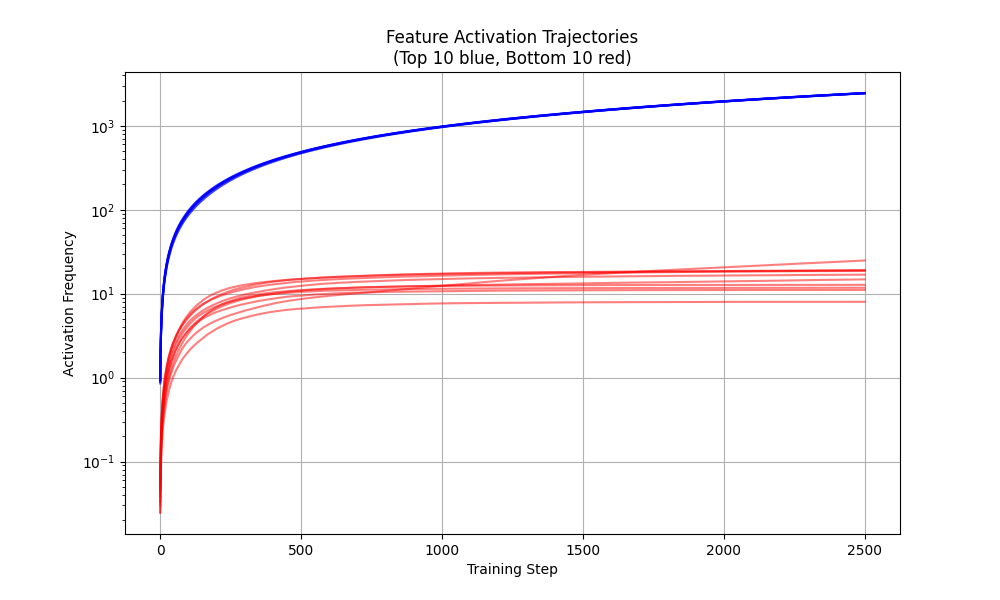 Feature Activation Trajectories
(Top 10 blue, Bottom 10 red)
Activation Frequency
10³
10²
10¹
10⁰
10⁻¹
0 500 1000 1500 2000 2500
Training Step